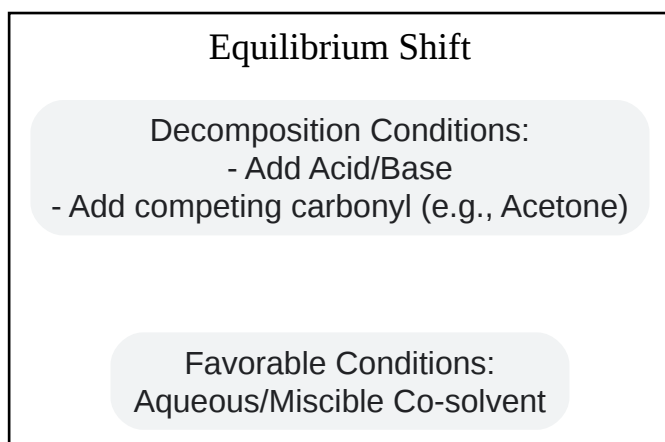 Equilibrium Shift
Decomposition Conditions:
- Add Acid/Base
- Add competing carbonyl (e.g., Acetone)
Favorable Conditions:
Aqueous/Miscible Co-solvent